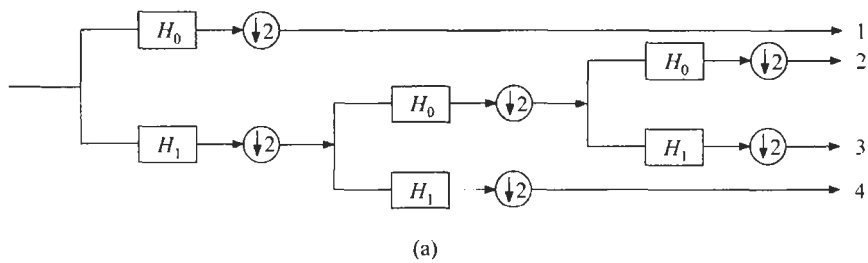 H0 ↓2 1
H0 ↓2 2
H0 ↓2
H1 ↓2 H1 ↓2 3
H1 ↓2 4
(a)